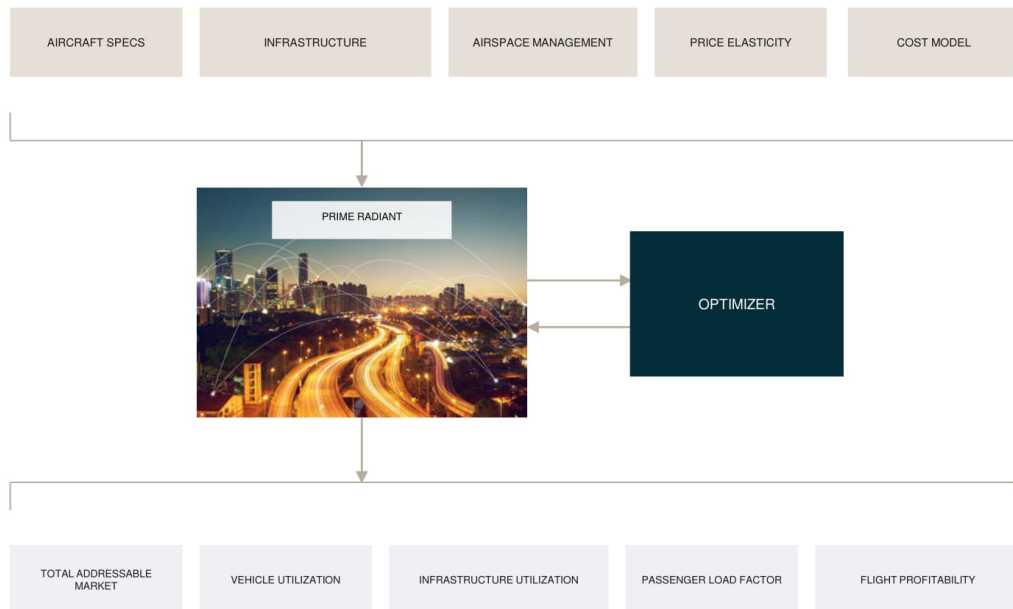 AIRCRAFT SPECS
INFRASTRUCTURE
AIRSPACE MANAGEMENT
PRICE ELASTICITY
COST MODEL
PRIME RADIANT
OPTIMIZER
TOTAL ADDRESSABLE
MARKET
VEHICLE UTILIZATION
INFRASTRUCTURE UTILIZATION
PASSENGER LOAD FACTOR
FLIGHT PROFITABILITY